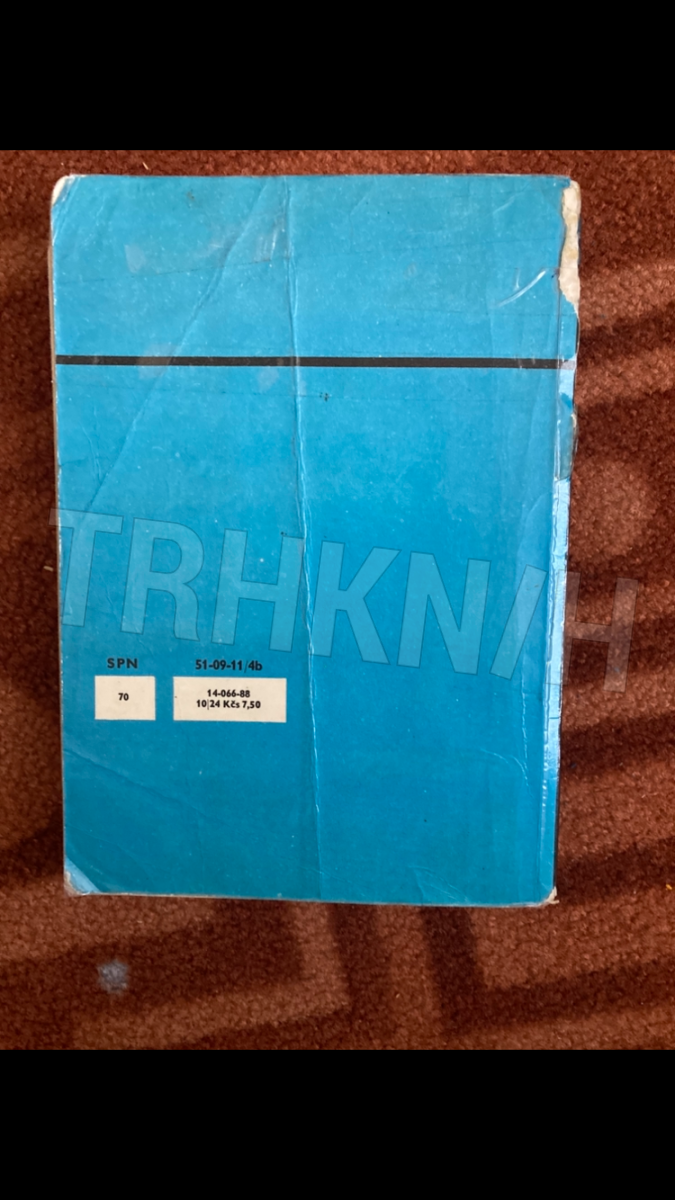 TRHKNIH
SPN 51-09-11/4b
70 14-066-88
10|24 Kčs 7,50